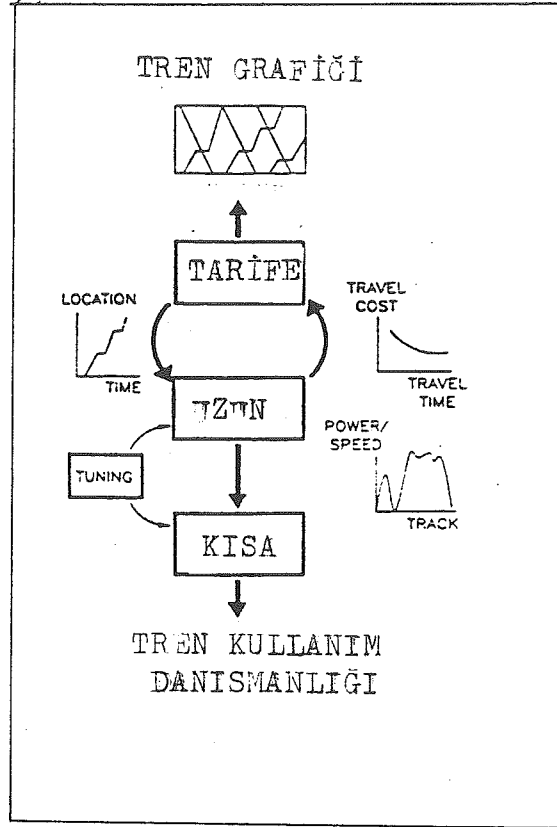 TREN GRAFİĞİ
TARİFE
LOCATION
TIME
TRAVEL
COST
TRAVEL
TIME
UZUN
POWER/
SPEED
TRACK
TUNING
KISA
TREN KULLANIM
DANISMANLIĞI